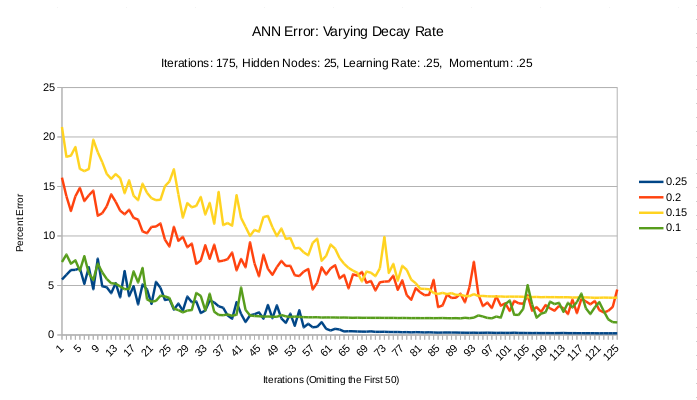 ANN Error: Varying Decay Rate
Iterations: 175, Hidden Nodes: 25, Learning Rate: .25, Momentum: .25
25
20
15
10
5
0
Percent Error
1 5 9 13 17 21 25 29 33 37 41 45 49 53 57 61 65 69 73 77 81 85 89 93 97 101 105 109 113 117 121 125
Iterations (Omitting the First 50)
0.25
0.2
0.15
0.1